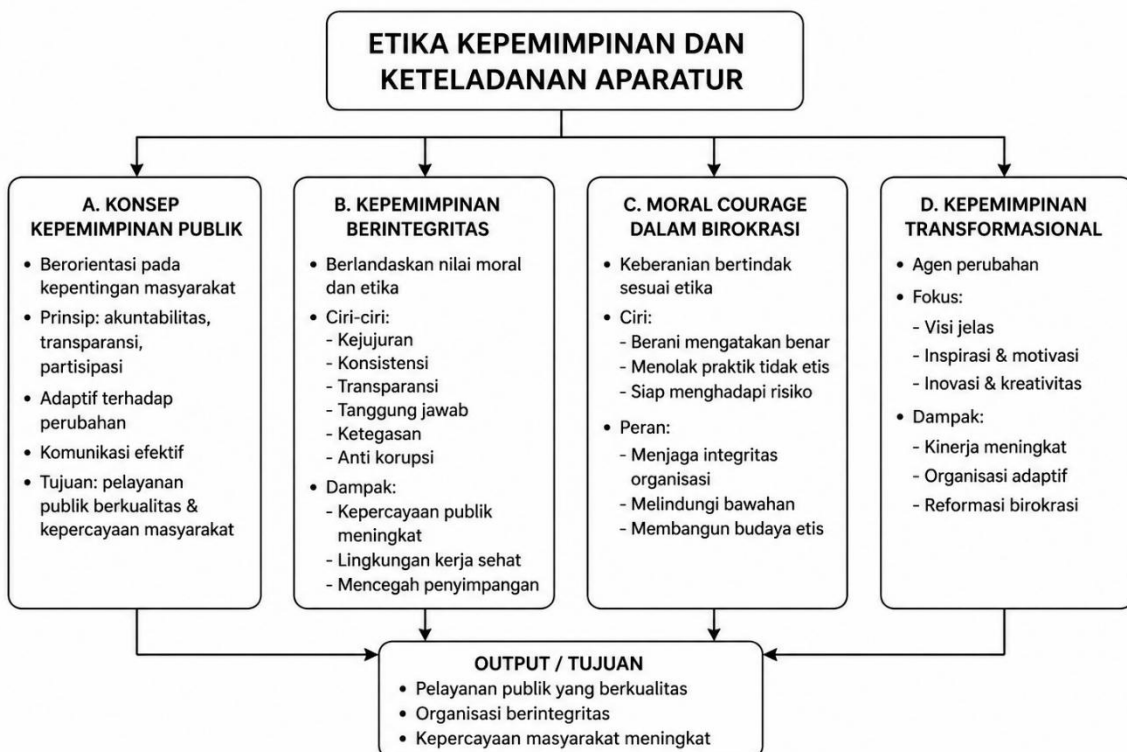 ETIKA KEPEMIMPINAN DAN
KETELADANAN APARATUR
A. KONSEP
KEPEMIMPINAN PUBLIK
• Berorientasi pada
kepentingan masyarakat
• Prinsip: akuntabilitas,
transparansi,
partisipasi
• Adaptif terhadap
perubahan
• Komunikasi efektif
• Tujuan: pelayanan
publik berkualitas &
kepercayaan masyarakat
B. KEPEMIMPINAN
BERINTEGRITAS
• Berlandaskan nilai moral
dan etika
• Ciri-ciri:
- Kejujuran
- Konsistensi
- Transparansi
- Tanggung jawab
- Ketegasan
- Anti korupsi
• Dampak:
- Kepercayaan publik
meningkat
- Lingkungan kerja sehat
- Mencegah penyimpangan
C. MORAL COURAGE
DALAM BIROKRASI
• Keberanian bertindak
sesuai etika
• Ciri:
- Berani mengatakan benar
- Menolak praktik tidak etis
- Siap menghadapi risiko
• Peran:
- Menjaga integritas
organisasi
- Melindungi bawahan
- Membangun budaya etis
D. KEPEMIMPINAN
TRANSFORMASIONAL
• Agen perubahan
• Fokus:
- Visi jelas
- Inspirasi & motivasi
- Inovasi & kreativitas
• Dampak:
- Kinerja meningkat
- Organisasi adaptif
- Reformasi birokrasi
OUTPUT / TUJUAN
• Pelayanan publik yang berkualitas
• Organisasi berintegritas
• Kepercayaan masyarakat meningkat